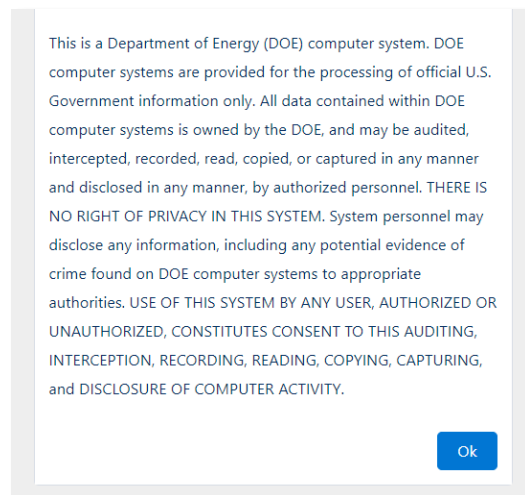 This is a Department of Energy (DOE) computer system. DOE
computer systems are provided for the processing of official U.S.
Government information only. All data contained within DOE
computer systems is owned by the DOE, and may be audited,
intercepted, recorded, read, copied, or captured in any manner
and disclosed in any manner, by authorized personnel. THERE IS
NO RIGHT OF PRIVACY IN THIS SYSTEM. System personnel may
disclose any information, including any potential evidence of
crime found on DOE computer systems to appropriate
authorities. USE OF THIS SYSTEM BY ANY USER, AUTHORIZED OR
UNAUTHORIZED, CONSTITUTES CONSENT TO THIS AUDITING,
INTERCEPTION, RECORDING, READING, COPYING, CAPTURING,
and DISCLOSURE OF COMPUTER ACTIVITY.
Ok